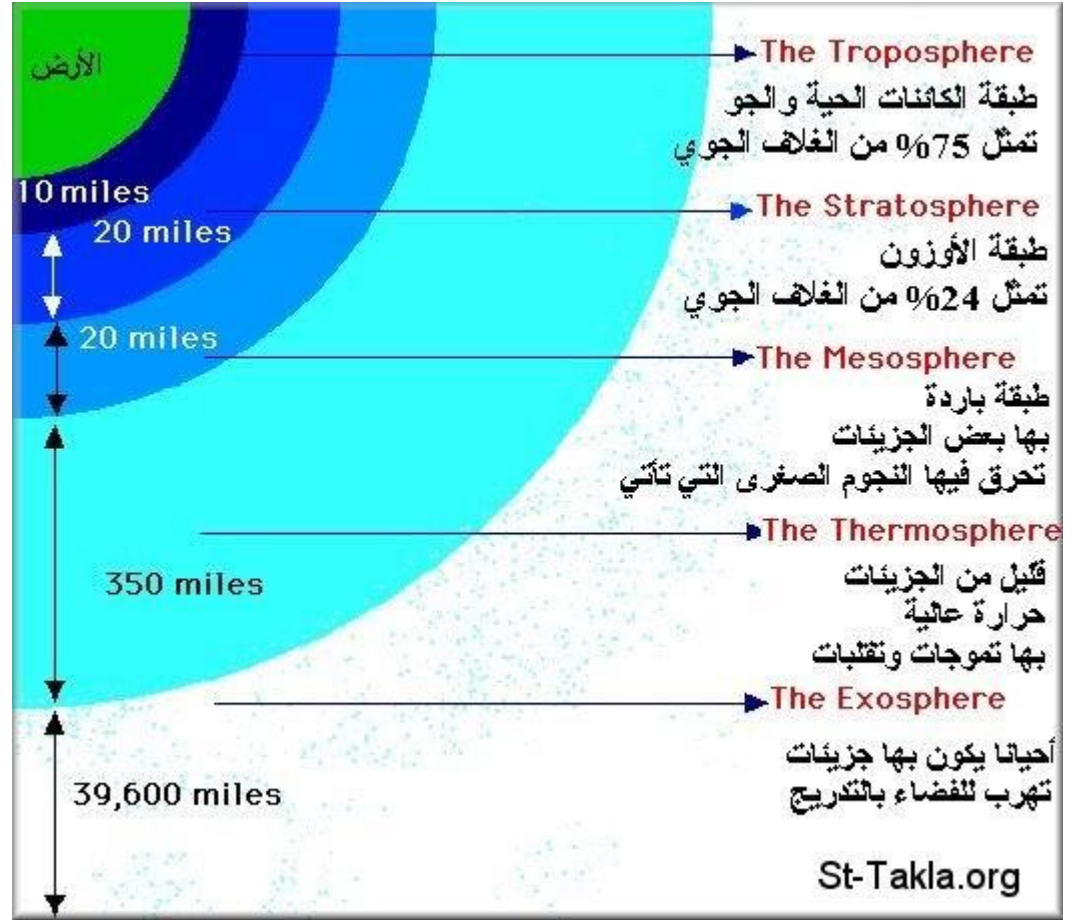 الأرض
The Troposphere
طبقة الكائنات الحية والجو
تمثل 75% من الغلاف الجوي
10 miles
The Stratosphere
20 miles
طبقة الأوزون
تمثل 24% من الغلاف الجوي
20 miles
The Mesosphere
طبقة باردة
بها بعض الجزيئات
تحرق فيها النجوم الصغرى التي تأتي
The Thermosphere
350 miles
قليل من الجزيئات
حرارة عالية
بها تموجات وتقلبات
The Exosphere
أحيانا يكون بها جزيئات
تهرب للفضاء بالتدريج
39,600 miles
St-Takla.org